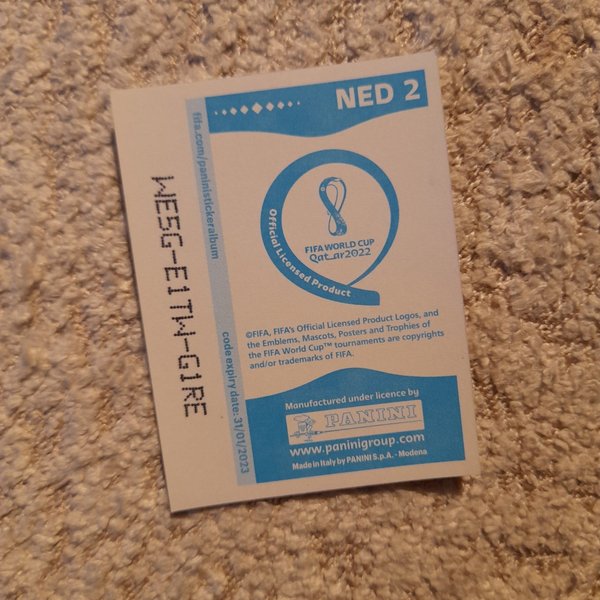 NED 2
fifa.com/paninistickeralbum
code expiry date: 31/01/2023
WE5G-E1TW-G1RE
Official Licensed Product
FIFA WORLD CUP
Qatar2022
©FIFA, FIFA's Official Licensed Product Logos, and
the Emblems, Mascots, Posters and Trophies of
the FIFA World Cup™ tournaments are copyrights
and/or trademarks of FIFA.
Manufactured under licence by
PANINI
www.paninigroup.com
Made in Italy by PANINI S.p.A. - Modena